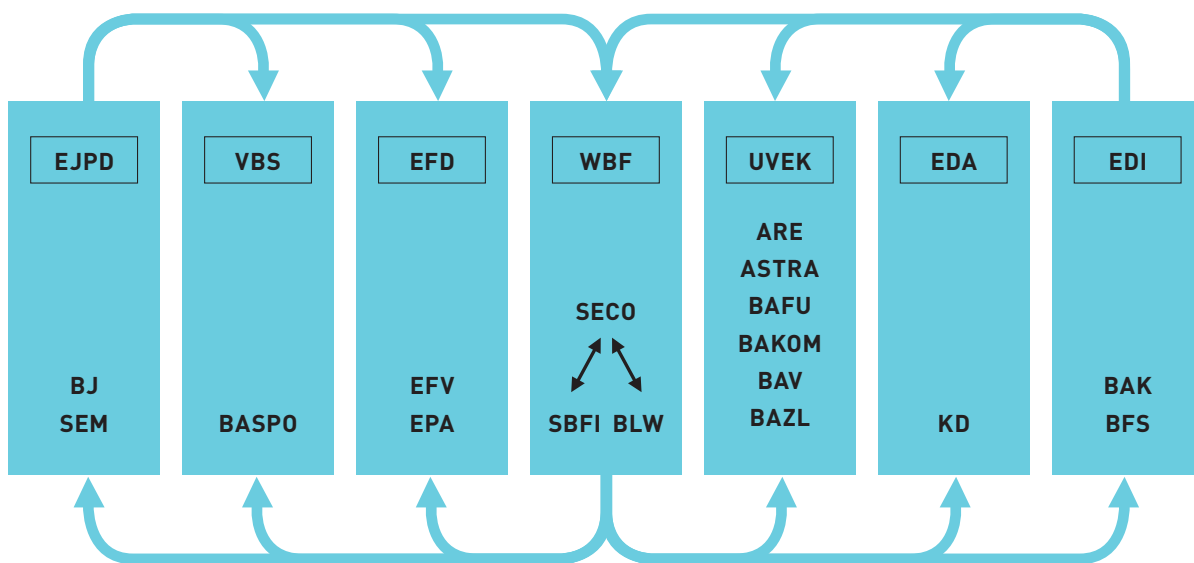 EJPD
BJ
SEM
VBS
BASPO
EFD
EFV
EPA
WBF
SECO
SBFI BLW
UVEK
ARE
ASTRA
BAFU
BAKOM
BAV
BAZL
EDA
KD
EDI
BAK
BFS